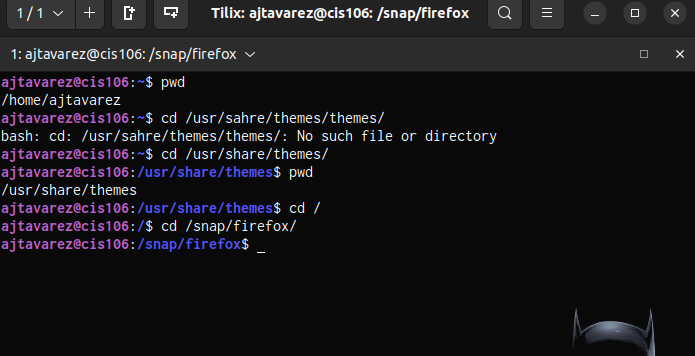 1 / 1
Tilix: ajtavarez@cis106: /snap/firefox
1: ajtavarez@cis106: /snap/firefox
ajtavarez@cis106:~$ pwd
/home/ajtavarez
ajtavarez@cis106:~$ cd /usr/sahre/themes/themes/
bash: cd: /usr/sahre/themes/themes/: No such file or directory
ajtavarez@cis106:~$ cd /usr/share/themes/
ajtavarez@cis106:/usr/share/themes$ pwd
/usr/share/themes
ajtavarez@cis106:/usr/share/themes$ cd /
ajtavarez@cis106:/$ cd /snap/firefox/
ajtavarez@cis106:/snap/firefox$ _